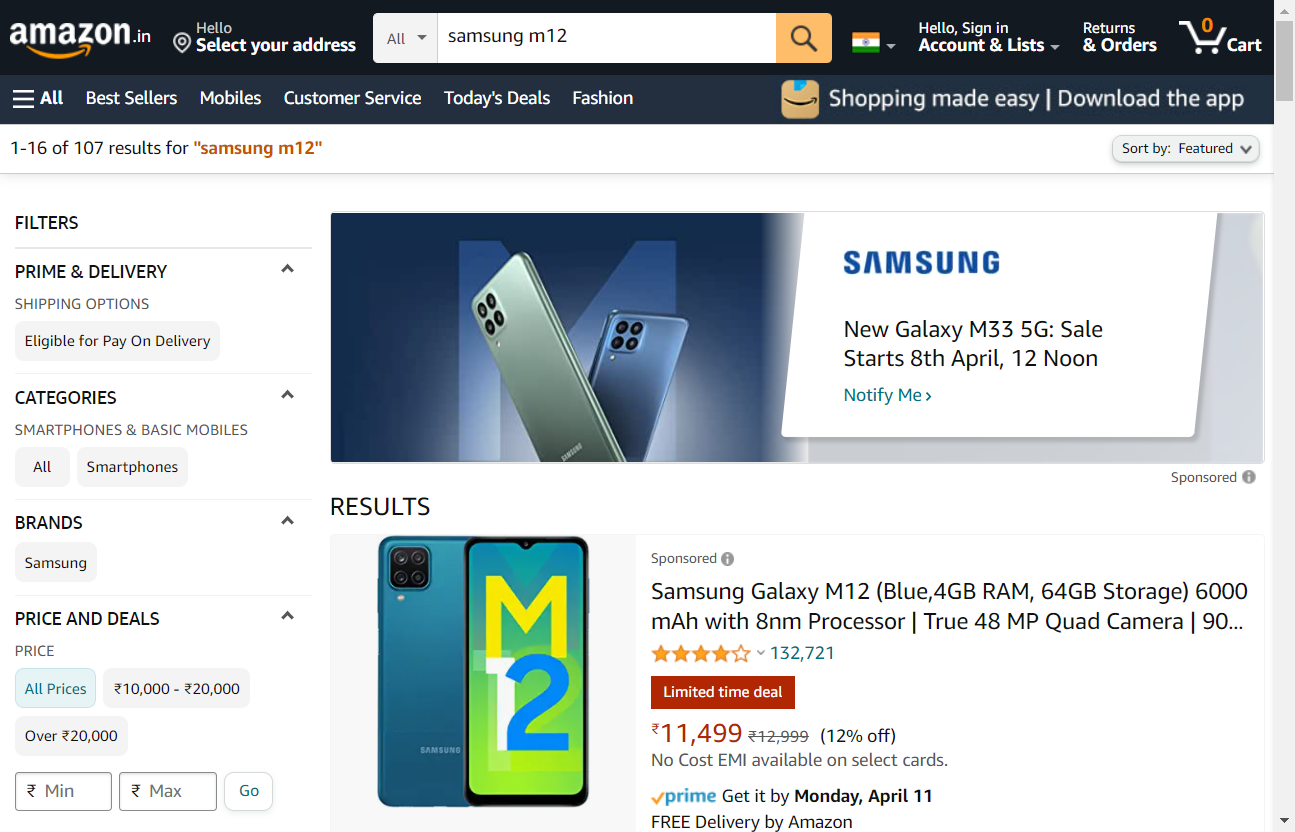 amazon.in
Hello
Select your address
All
samsung m12
Hello, Sign in
Account & Lists
Returns
& Orders
0
Cart
All
Best Sellers
Mobiles
Customer Service
Today's Deals
Fashion
Shopping made easy | Download the app
1-16 of 107 results for "samsung m12"
Sort by: Featured
FILTERS
PRIME & DELIVERY
SHIPPING OPTIONS
Eligible for Pay On Delivery
CATEGORIES
SMARTPHONES & BASIC MOBILES
All
Smartphones
BRANDS
Samsung
PRICE AND DEALS
PRICE
All Prices
₹10,000 - ₹20,000
Over ₹20,000
₹ Min
₹ Max
Go
SAMSUNG
SAMSUNG
New Galaxy M33 5G: Sale
Starts 8th April, 12 Noon
Notify Me ›
Sponsored
RESULTS
M
12
SAMSUNG
Sponsored
Samsung Galaxy M12 (Blue,4GB RAM, 64GB Storage) 6000
mAh with 8nm Processor | True 48 MP Quad Camera | 90...
132,721
Limited time deal
₹11,499 ₹12,999 (12% off)
No Cost EMI available on select cards.
prime Get it by Monday, April 11
FREE Delivery by Amazon